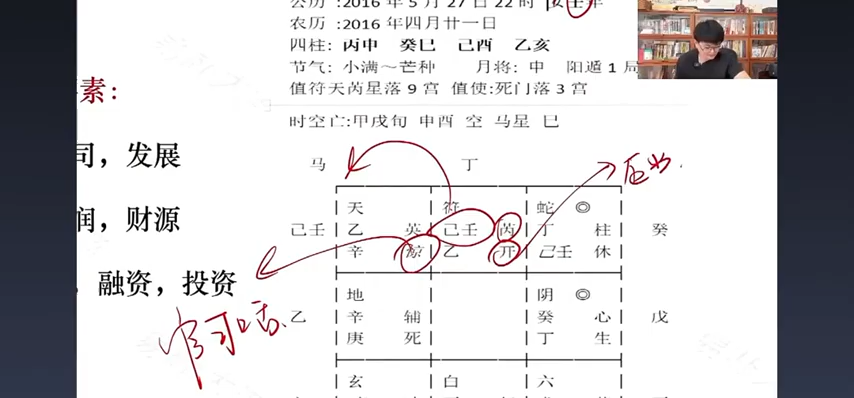 公历 :2016 年 5 月 27 日 22 时
农历 :2016 年四月廿一日
四柱: 丙申 癸巳 己酉 乙亥
节气: 小满～芒种 月将: 申 阳遁 1 局
值符天芮星落 9 宫 值使:死门落 3 宫
素:
时空亡:甲戌旬 申酉 空 马星 巳
司，发展
马 丁
天 符 蛇 ◎
润，财源
己壬 乙 英 己壬 芮 丁 柱 癸
辛 惊 乙 开 己壬 休
，融资，投资
地 阴 ◎
乙 辛 辅 癸 心 戊
庚 死 丁 生
玄 白 六
官司口舌